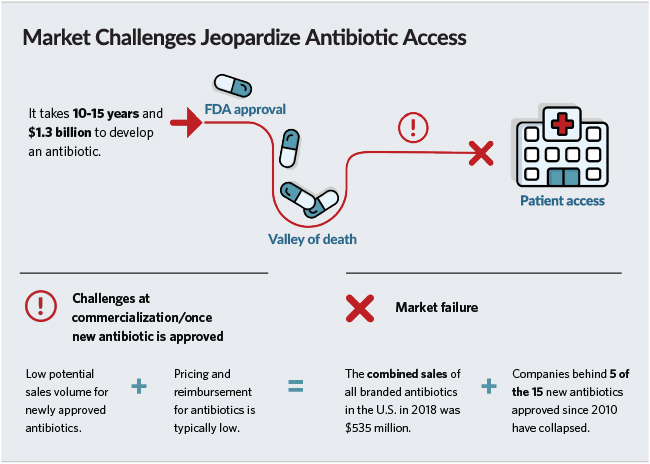 Market Challenges Jeopardize Antibiotic Access
It takes 10-15 years and
$1.3 billion to develop
an antibiotic.
FDA approval
!
Valley of death
Patient access
!
Challenges at
commercialization/once
new antibiotic is approved
Market failure
Low potential
sales volume for
newly approved
antibiotics.
+
Pricing and
reimbursement
for antibiotics is
typically low.
=
The combined sales of
all branded antibiotics
in the U.S. in 2018 was
$535 million.
+
Companies behind 5 of
the 15 new antibiotics
approved since 2010
have collapsed.